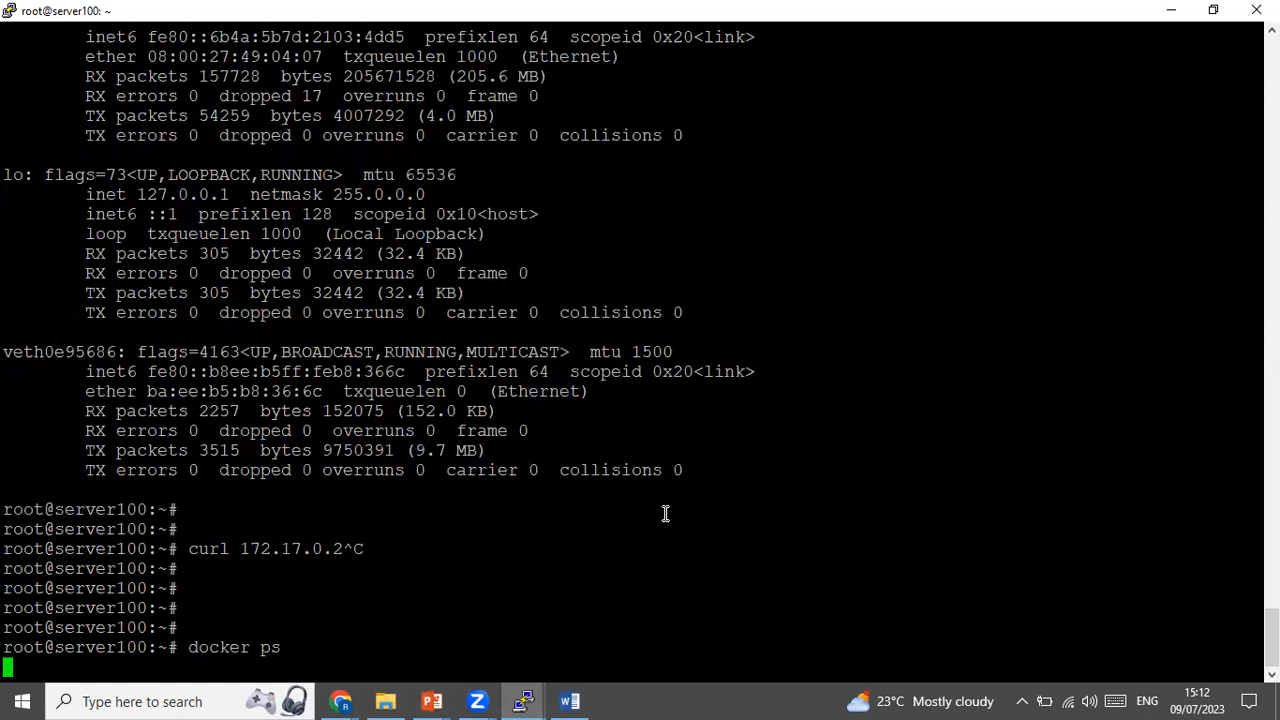 root@server100: ~
inet6 fe80::6b4a:5b7d:2103:4dd5  prefixlen 64  scopeid 0x20<link>
ether 08:00:27:49:04:07  txqueuelen 1000  (Ethernet)
RX packets 157728  bytes 205671528 (205.6 MB)
RX errors 0  dropped 17  overruns 0  frame 0
TX packets 54259  bytes 4007292 (4.0 MB)
TX errors 0  dropped 0 overruns 0  carrier 0  collisions 0
lo: flags=73<UP,LOOPBACK,RUNNING>  mtu 65536
inet 127.0.0.1  netmask 255.0.0.0
inet6 ::1  prefixlen 128  scopeid 0x10<host>
loop  txqueuelen 1000  (Local Loopback)
RX packets 305  bytes 32442 (32.4 KB)
RX errors 0  dropped 0  overruns 0  frame 0
TX packets 305  bytes 32442 (32.4 KB)
TX errors 0  dropped 0 overruns 0  carrier 0  collisions 0
veth0e95686: flags=4163<UP,BROADCAST,RUNNING,MULTICAST>  mtu 1500
inet6 fe80::b8ee:b5ff:feb8:366c  prefixlen 64  scopeid 0x20<link>
ether ba:ee:b5:b8:36:6c  txqueuelen 0  (Ethernet)
RX packets 2257  bytes 152075 (152.0 KB)
RX errors 0  dropped 0  overruns 0  frame 0
TX packets 3515  bytes 9750391 (9.7 MB)
TX errors 0  dropped 0 overruns 0  carrier 0  collisions 0
root@server100:~#
root@server100:~#
root@server100:~# curl 172.17.0.2^C
root@server100:~#
root@server100:~#
root@server100:~#
root@server100:~#
root@server100:~# docker ps
Type here to search
23°C  Mostly cloudy
ENG
15:12
09/07/2023